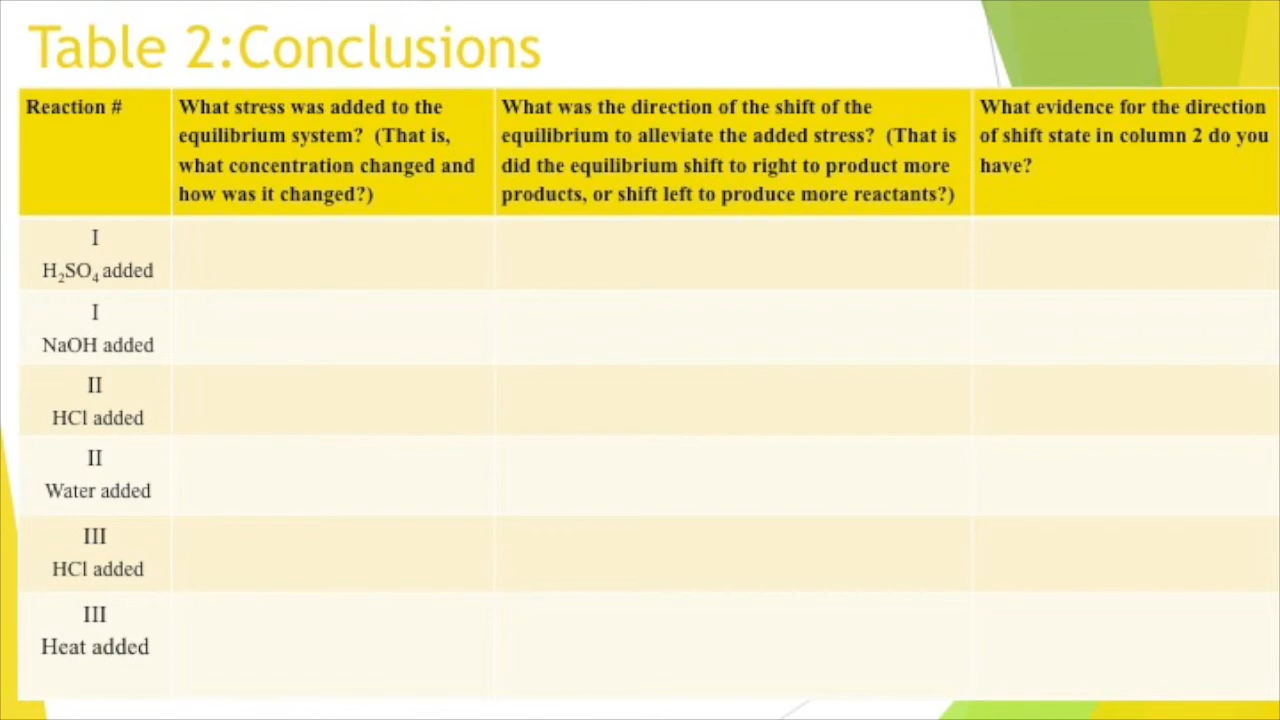 Table 2:Conclusions
Reaction #
What stress was added to the
equilibrium system? (That is,
what concentration changed and
how was it changed?)
What was the direction of the shift of the
equilibrium to alleviate the added stress? (That is
did the equilibrium shift to right to product more
products, or shift left to produce more reactants?)
What evidence for the direction
of shift state in column 2 do you
have?
I
H₂SO₄ added
I
NaOH added
II
HCl added
II
Water added
III
HCl added
III
Heat added